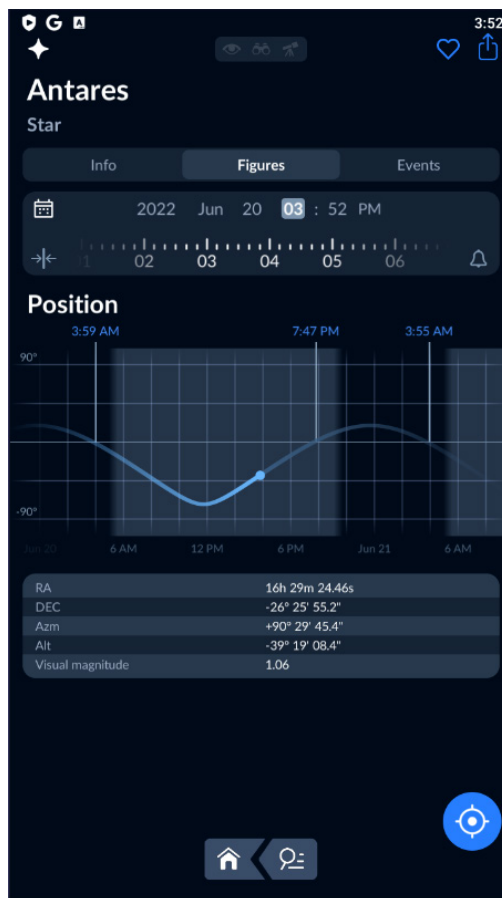 3:52
Antares
Star
Info Figures Events
2022 Jun 20 03 : 52 PM
02 03 04 05 06
Position
3:59 AM 7:47 PM 3:55 AM
90°
-90°
Jun 20 6 AM 12 PM 6 PM Jun 21 6 AM
RA 16h 29m 24.46s
DEC -26° 25' 55.2"
Azm +90° 29' 45.4"
Alt -39° 19' 08.4"
Visual magnitude 1.06